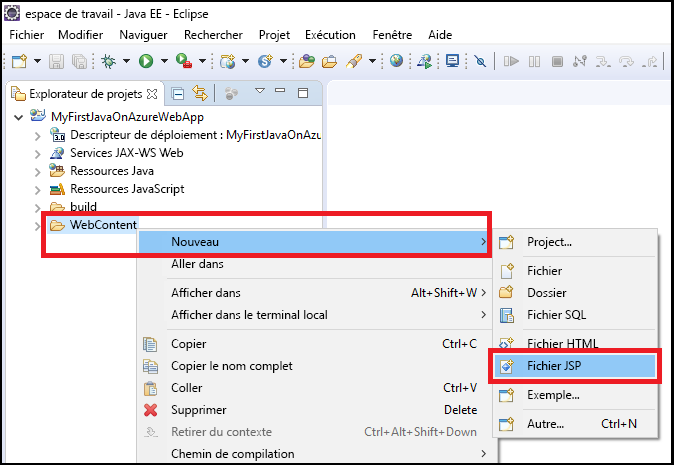 espace de travail - Java EE - Eclipse
Fichier Modifier Naviguer Rechercher Projet Exécution Fenêtre Aide
Explorateur de projets
MyFirstJavaOnAzureWebApp
3.0 Descripteur de déploiement : MyFirstJavaOnAzu
Services JAX-WS Web
Ressources Java
Ressources JavaScript
build
WebContent
Nouveau
Aller dans
Afficher dans Alt+Shift+W
Afficher dans le terminal local
Copier Ctrl+C
Copier le nom complet
Coller Ctrl+V
Supprimer Delete
Retirer du contexte Ctrl+Alt+Shift+Down
Chemin de compilation
Project...
Fichier
Dossier
Fichier SQL
Fichier HTML
Fichier JSP
Exemple...
Autre... Ctrl+N